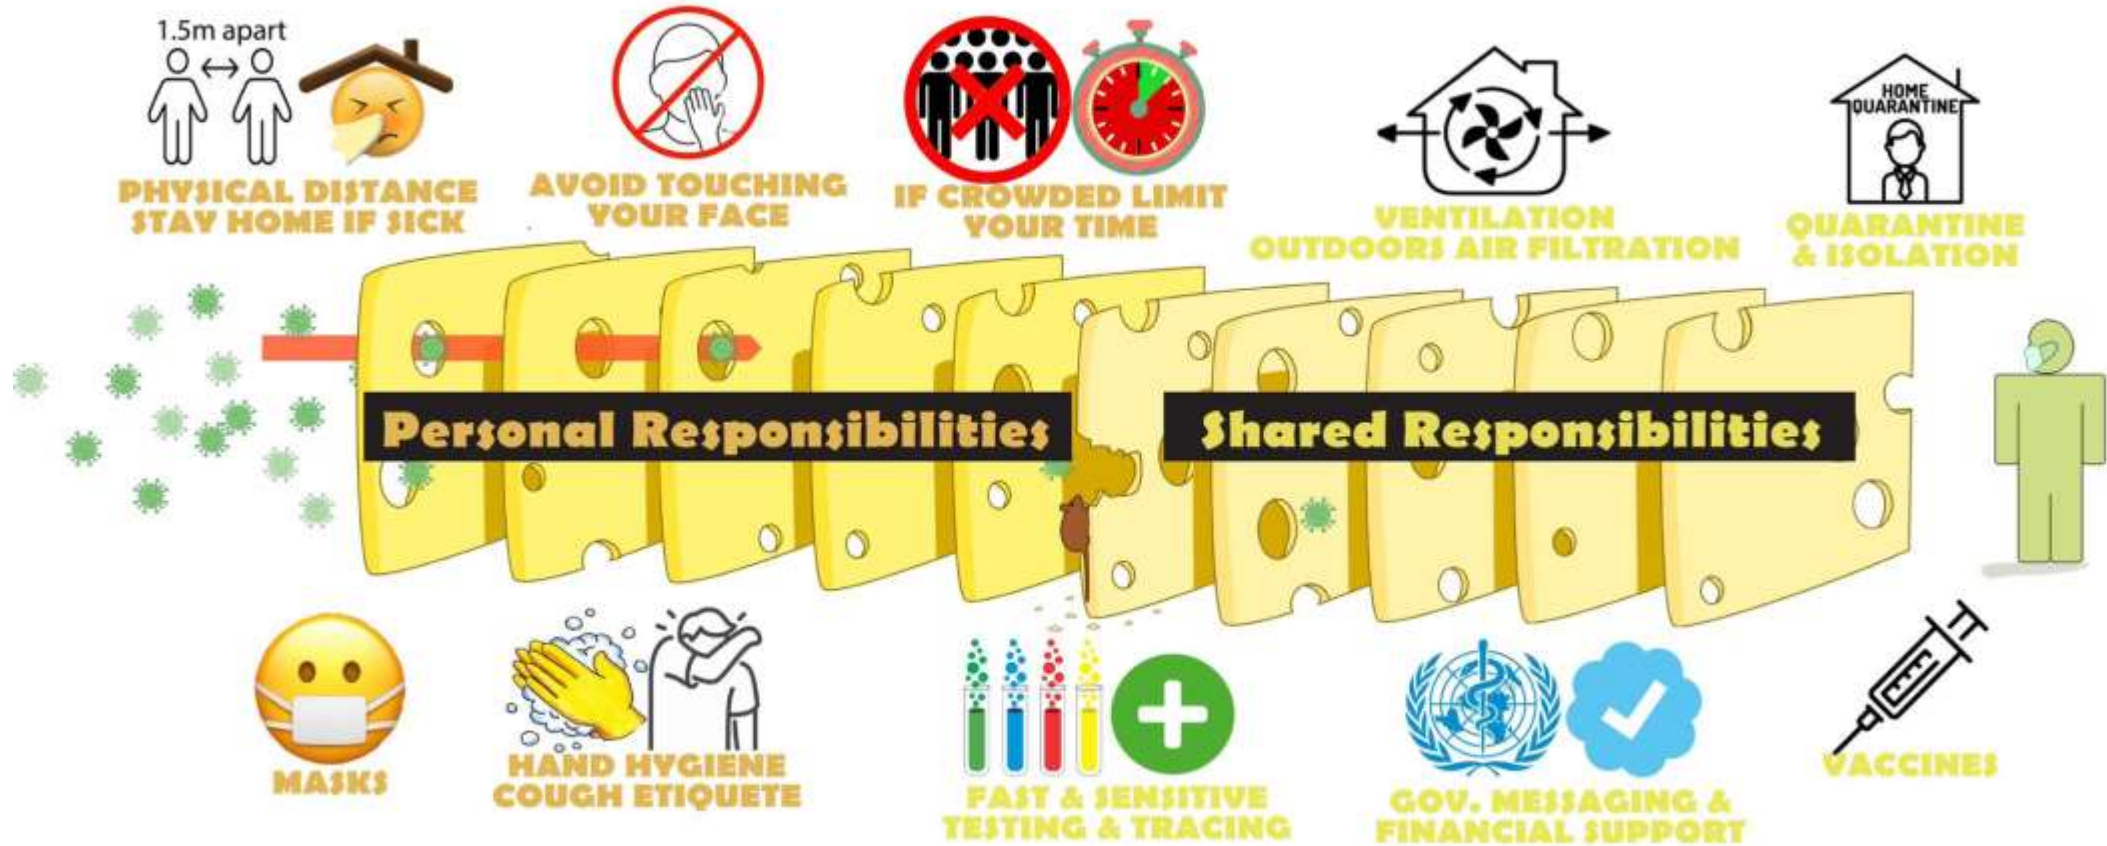 1.5m apart
PHYSICAL DISTANCE
STAY HOME IF SICK
AVOID TOUCHING
YOUR FACE
IF CROWDED LIMIT
YOUR TIME
VENTILATION
OUTDOORS AIR FILTRATION
HOME
QUARANTINE
QUARANTINE
& ISOLATION
Personal Responsibilities
Shared Responsibilities
MASKS
HAND HYGIENE
COUGH ETIQUETE
FAST & SENSITIVE
TESTING & TRACING
GOV. MESSAGING &
FINANCIAL SUPPORT
VACCINES